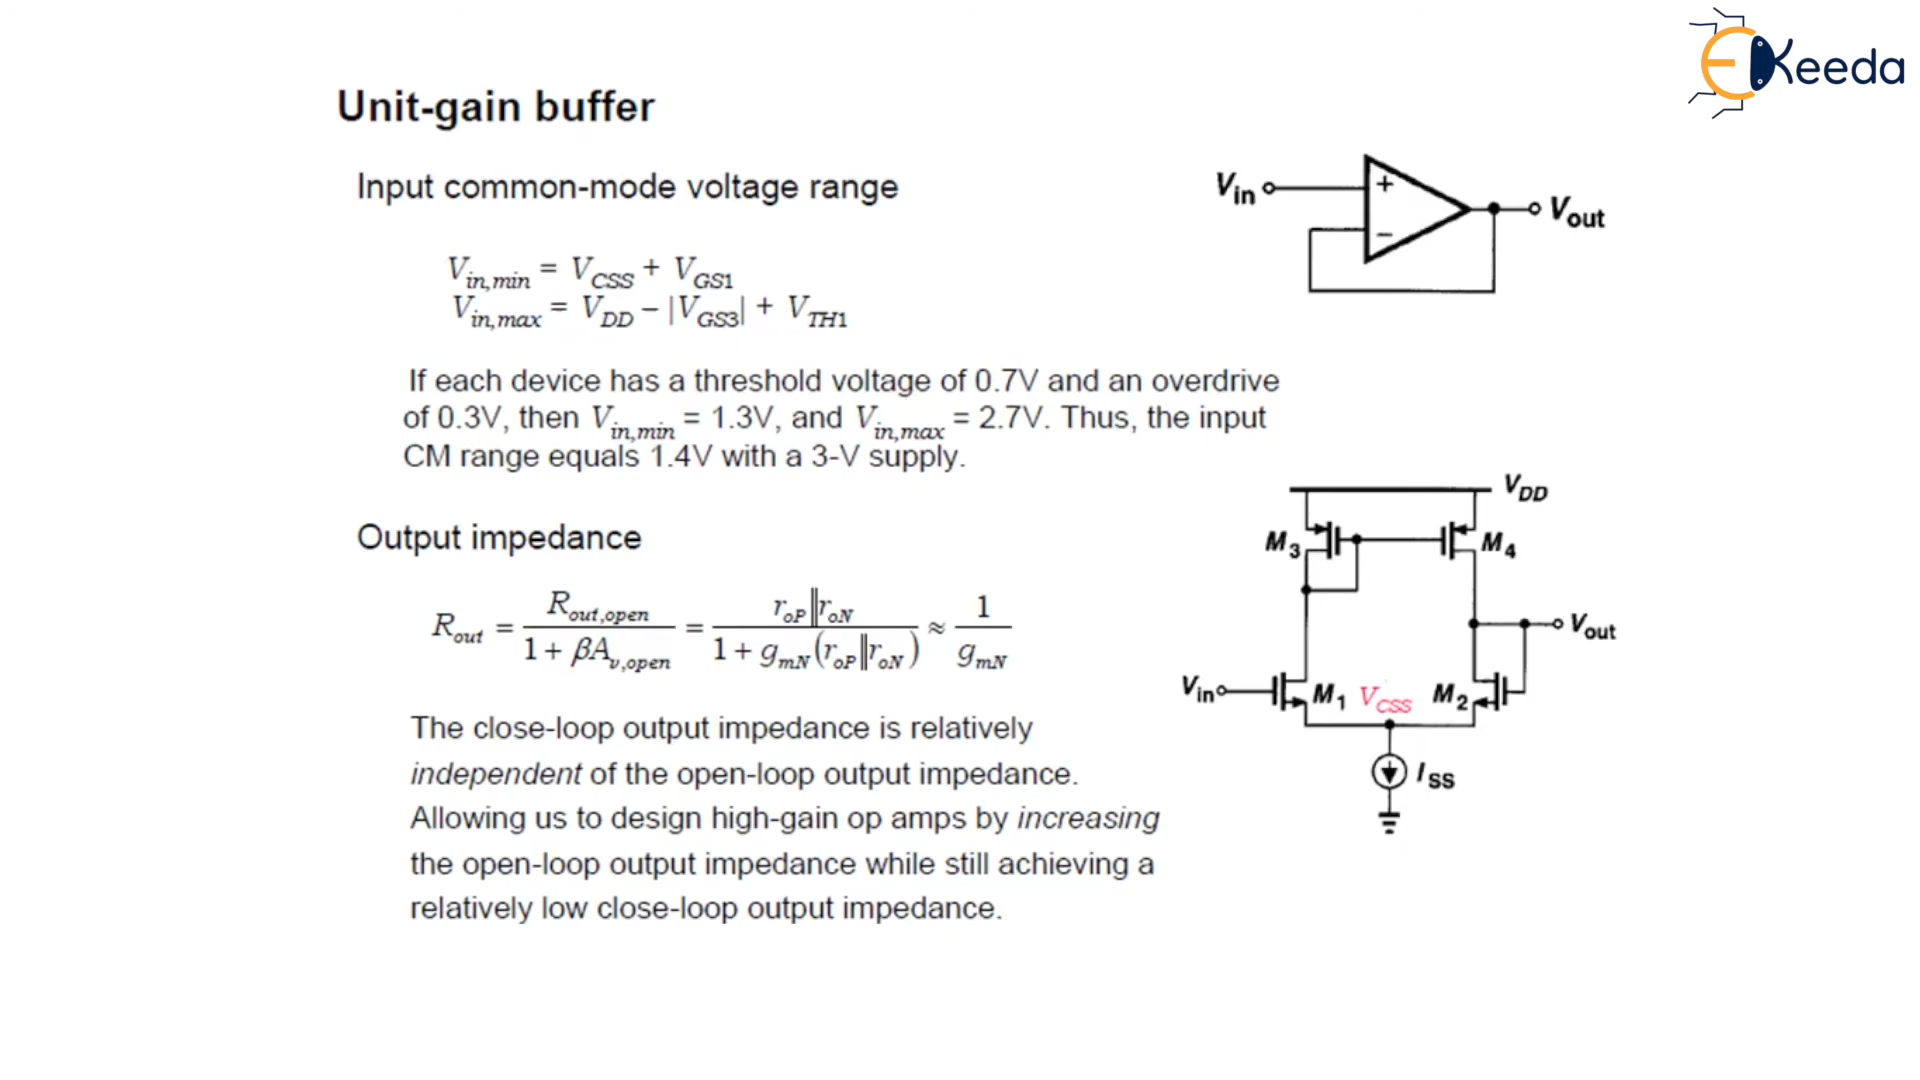 EKeeda
Unit-gain buffer
Input common-mode voltage range
V_in,min = V_CSS + V_GS1
V_in,max = V_DD − |V_GS3| + V_TH1
If each device has a threshold voltage of 0.7V and an overdrive
of 0.3V, then V_in,min = 1.3V, and V_in,max = 2.7V. Thus, the input
CM range equals 1.4V with a 3-V supply.
Output impedance
R_out = R_out,open / (1 + βA_v,open) = r_oP‖r_oN / (1 + g_mN(r_oP‖r_oN)) ≈ 1 / g_mN
The close-loop output impedance is relatively
independent of the open-loop output impedance.
Allowing us to design high-gain op amps by increasing
the open-loop output impedance while still achieving a
relatively low close-loop output impedance.
V_in + − V_out
V_DD
M_3 M_4
V_out
V_in M_1 V_CSS M_2
I_SS